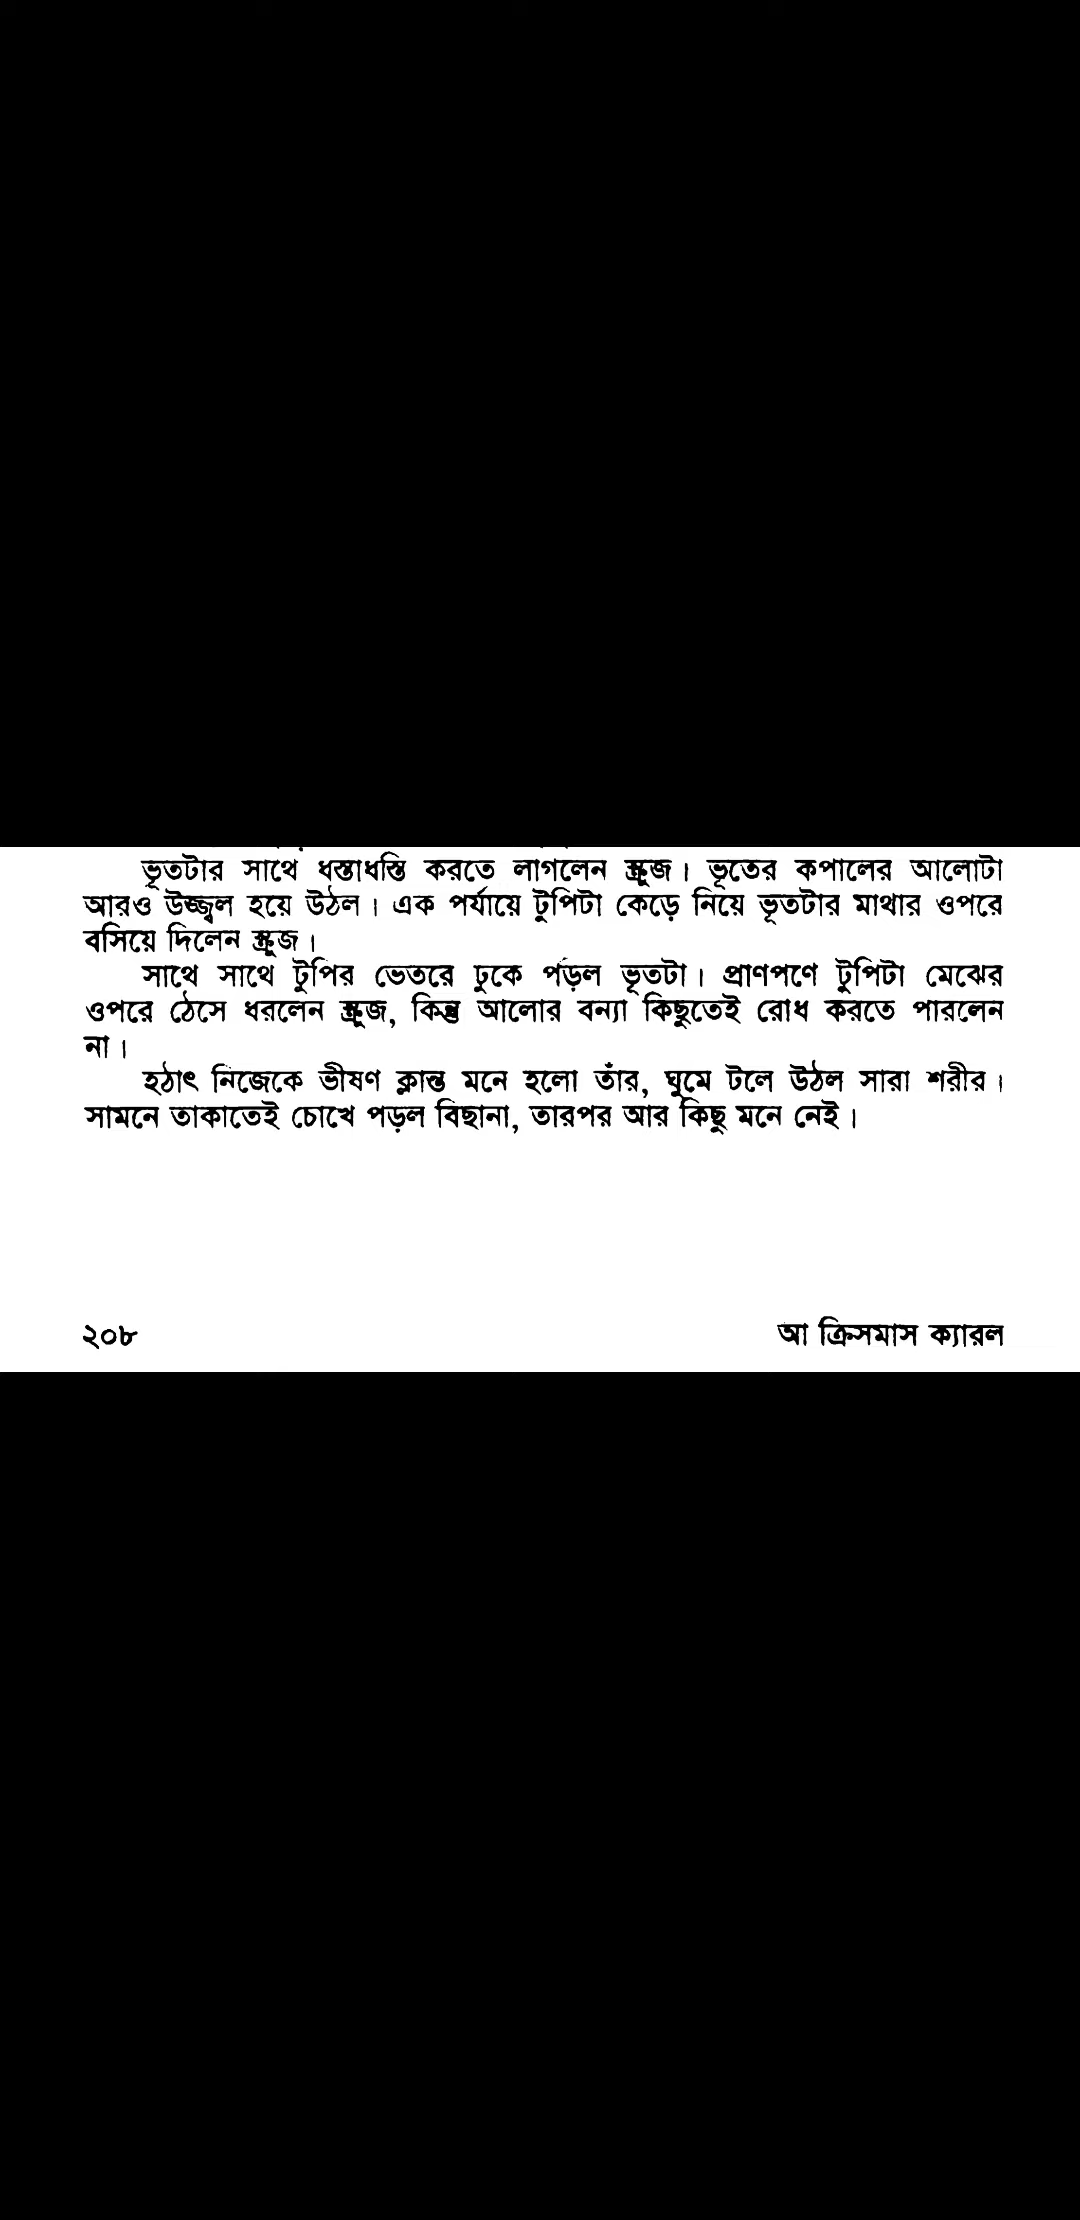 ভূতটার সাথে ধস্তাধস্তি করতে লাগলেন স্ক্রুজ। ভূতের কপালের আলোটা
আরও উজ্জ্বল হয়ে উঠল। এক পর্যায়ে টুপিটা কেড়ে নিয়ে ভূতটার মাথার ওপরে
বসিয়ে দিলেন স্ক্রুজ।
সাথে সাথে টুপির ভেতরে ঢুকে পড়ল ভূতটা। প্রাণপণে টুপিটা মেঝের
ওপরে ঠেসে ধরলেন স্ক্রুজ, কিন্তু আলোর বন্যা কিছুতেই রোধ করতে পারলেন
না।
হঠাৎ নিজেকে ভীষণ ক্লান্ত মনে হলো তাঁর, ঘুমে টলে উঠল সারা শরীর।
সামনে তাকাতেই চোখে পড়ল বিছানা, তারপর আর কিছু মনে নেই।
২০৮ আ ক্রিসমাস ক্যারল